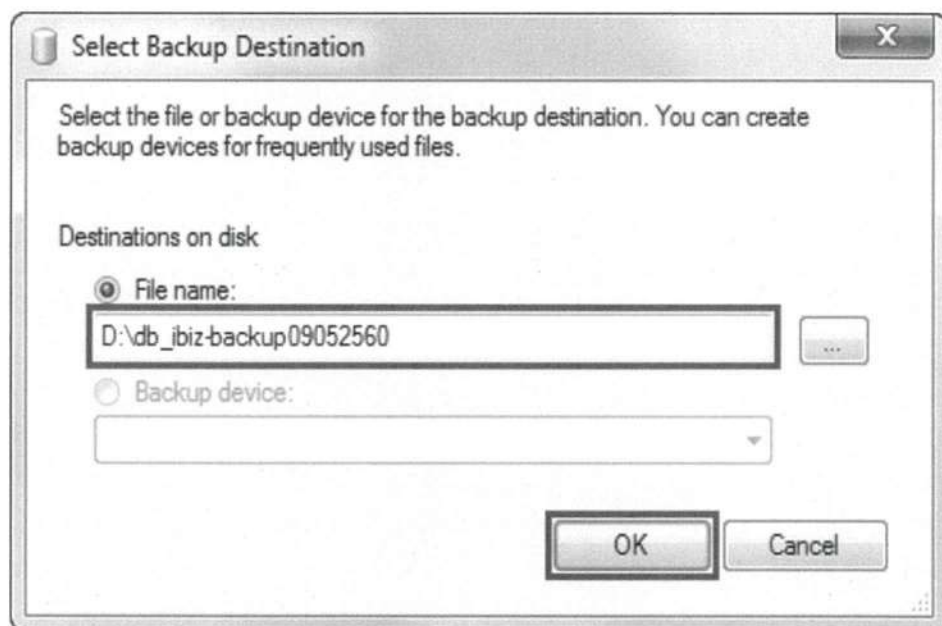 Select Backup Destination
Select the file or backup device for the backup destination. You can create
backup devices for frequently used files.
Destinations on disk
File name:
D:\db_ibiz-backup09052560
...
Backup device:
OK
Cancel